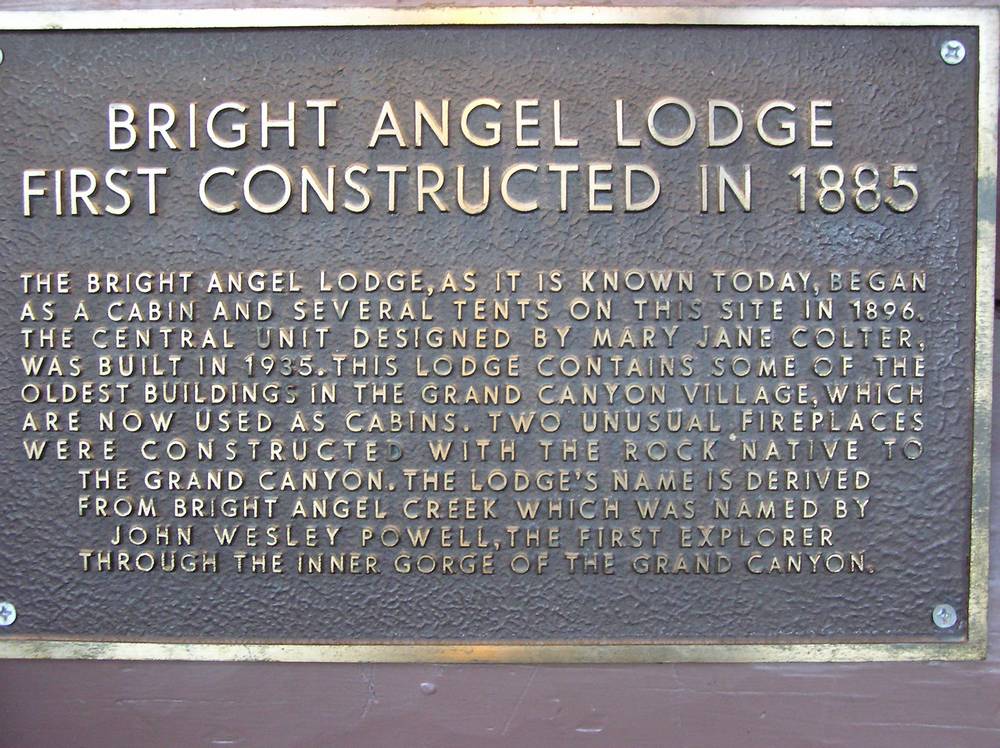 BRIGHT ANGEL LODGE
FIRST CONSTRUCTED IN 1885
THE BRIGHT ANGEL LODGE, AS IT IS KNOWN TODAY, BEGAN
AS A CABIN AND SEVERAL TENTS ON THIS SITE IN 1896.
THE CENTRAL UNIT DESIGNED BY MARY JANE COLTER,
WAS BUILT IN 1935. THIS LODGE CONTAINS SOME OF THE
OLDEST BUILDINGS IN THE GRAND CANYON VILLAGE, WHICH
ARE NOW USED AS CABINS. TWO UNUSUAL FIREPLACES
WERE CONSTRUCTED WITH THE ROCK NATIVE TO
THE GRAND CANYON. THE LODGE'S NAME IS DERIVED
FROM BRIGHT ANGEL CREEK WHICH WAS NAMED BY
JOHN WESLEY POWELL, THE FIRST EXPLORER
THROUGH THE INNER GORGE OF THE GRAND CANYON.